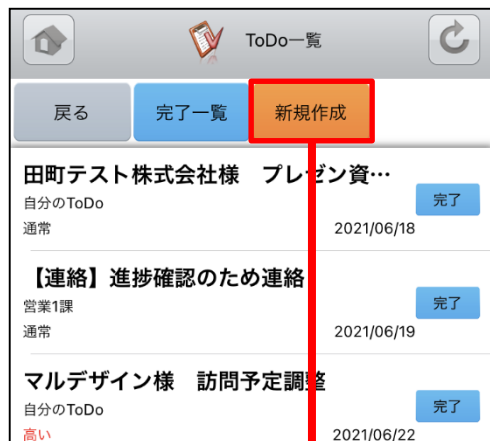 ToDo一覧
戻る 完了一覧 新規作成
田町テスト株式会社様 プレゼン資…
自分のToDo 完了
通常 2021/06/18
【連絡】進捗確認のため連絡
営業1課 完了
通常 2021/06/19
マルデザイン様 訪問予定調整
自分のToDo 完了
高い 2021/06/22